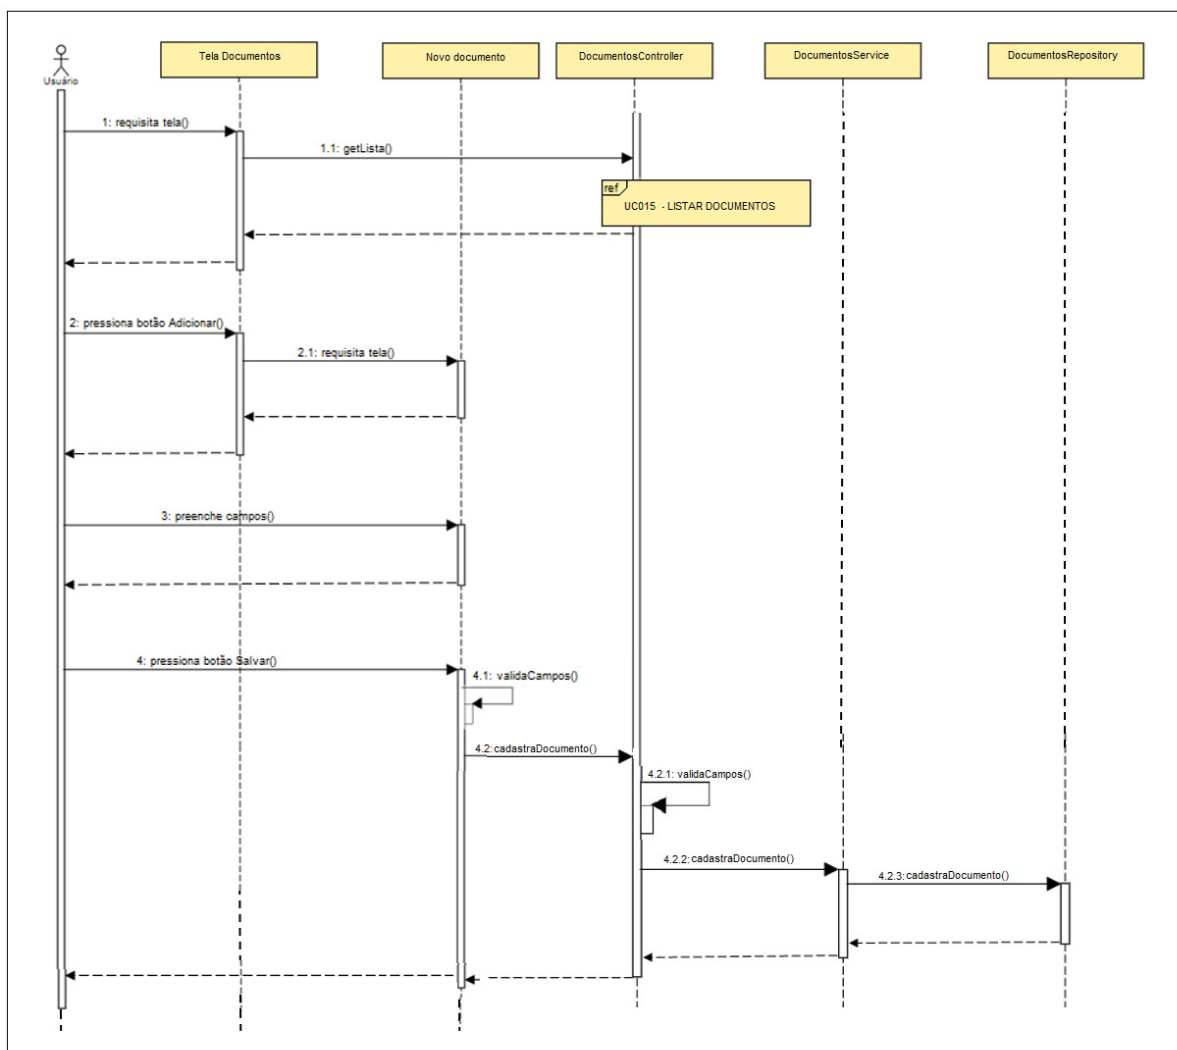 Usuário
Tela Documentos
Novo documento
DocumentosController
DocumentosService
DocumentosRepository
1: requisita tela()
1.1: getLista()
ref
UC015 - LISTAR DOCUMENTOS
2: pressiona botão Adicionar()
2.1: requisita tela()
3: preenche campos()
4: pressiona botão Salvar()
4.1: validaCampos()
4.2: cadastraDocumento()
4.2.1: validaCampos()
4.2.2: cadastraDocumento()
4.2.3: cadastraDocumento()